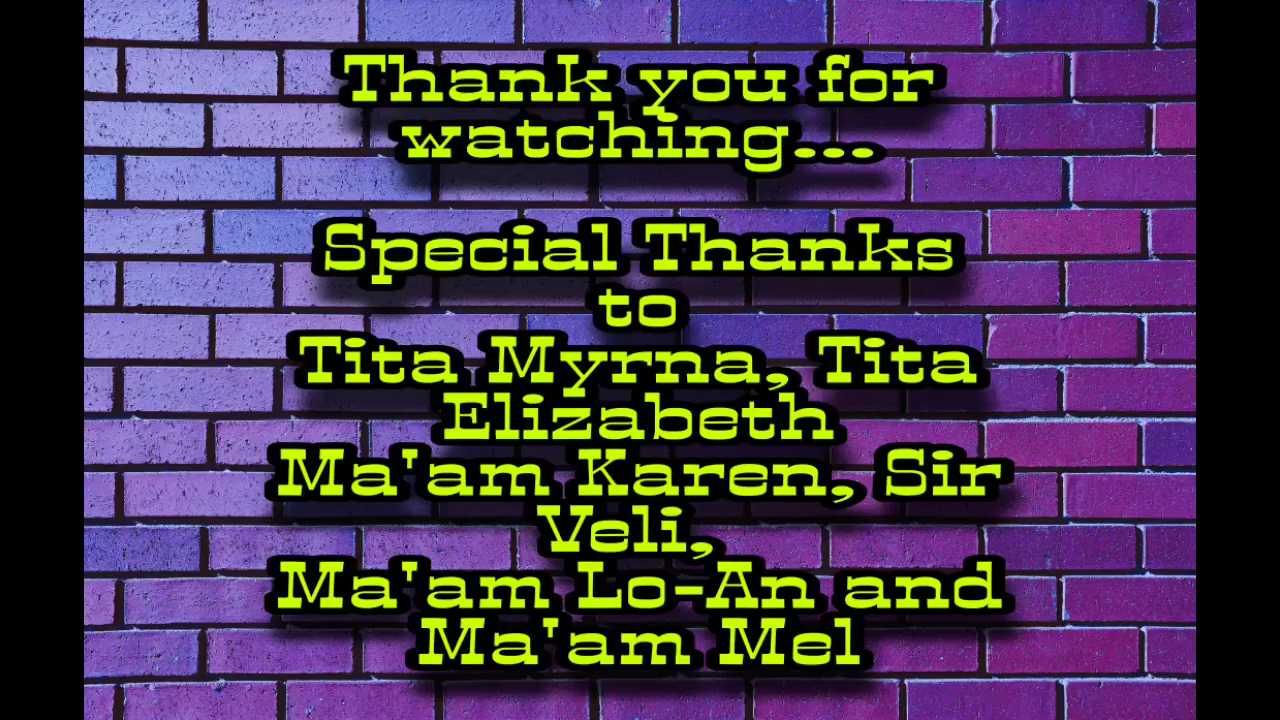 Thank you for
watching...
Special Thanks
to
Tita Myrna, Tita
Elizabeth
Ma'am Karen, Sir
Veli,
Ma'am Lo-An and
Ma'am Mel